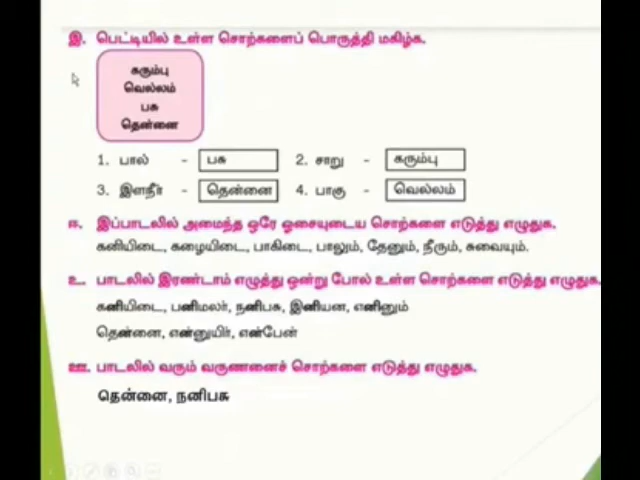 இ. பெட்டியில் உள்ள சொற்களைப் பொருத்தி மகிழ்க.
கரும்பு
வெல்லம்
பசு
தென்னை
1. பால் - பசு 2. சாறு - கரும்பு
3. இளநீர் - தென்னை 4. பாகு - வெல்லம்
ஈ. இப்பாடலில் அமைந்த ஒரே ஓசையுடைய சொற்களை எடுத்து எழுதுக.
கனியிடை, கழையிடை, பாகிடை, பாலும், தேனும், நீரும், சுவையும்.
உ. பாடலில் இரண்டாம் எழுத்து ஒன்று போல் உள்ள சொற்களை எடுத்து எழுதுக.
கனியிடை, பனிமலர், நனிபசு, இனியன, எனினும்
தென்னை, என்னுயிர், என்பேன்
ஊ. பாடலில் வரும் வருணனைச் சொற்களை எடுத்து எழுதுக.
தென்னை, நனிபசு